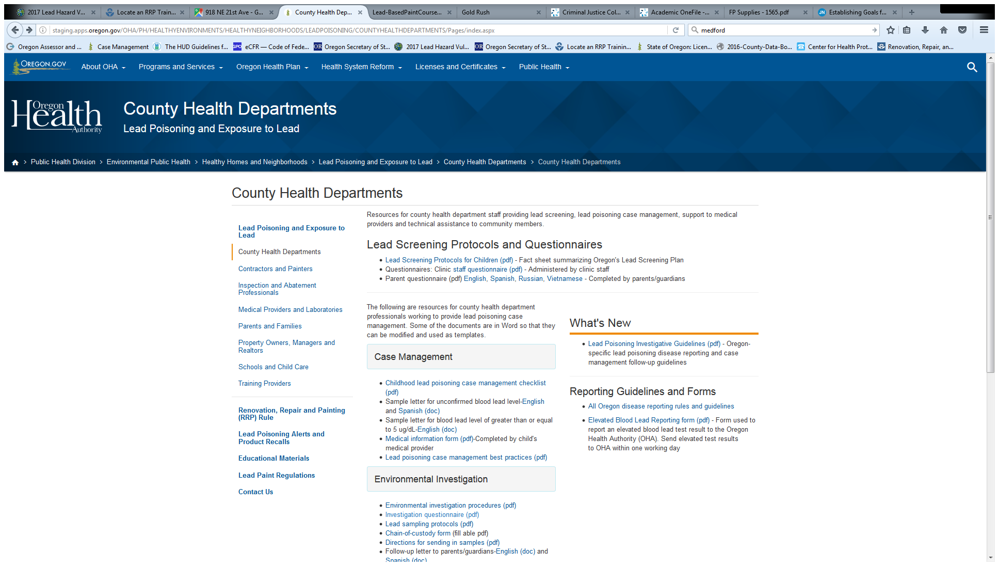 2017 Lead Hazard V...
Locate an RRP Train...
918 NE 21st Ave - G...
County Health Dep...
Lead-BasedPaintCourse...
Gold Rush
Criminal Justice Col...
Academic OneFile -...
FP Supplies - 1565.pdf
JN Establishing Goals f...
staging.apps.oregon.gov/OHA/PH/HEALTHYENVIRONMENTS/HEALTHYNEIGHBORHOODS/LEADPOISONING/COUNTYHEALTHDEPARTMENTS/Pages/index.aspx
medford
Oregon Assessor and ...
Case Management
The HUD Guidelines f...
GPO eCFR — Code of Fede...
OR Oregon Secretary of St...
2017 Lead Hazard Vul...
OR Oregon Secretary of St...
Locate an RRP Trainin...
State of Oregon: Licen...
2016-County-Data-Bo...
Center for Health Prot...
Renovation, Repair, an...
OREGON.GOV
About OHA
Programs and Services
Oregon Health Plan
Health System Reform
Licenses and Certificates
Public Health
Oregon
Health
Authority
County Health Departments
Lead Poisoning and Exposure to Lead
> Public Health Division > Environmental Public Health > Healthy Homes and Neighborhoods > Lead Poisoning and Exposure to Lead > County Health Departments > County Health Departments
County Health Departments
Lead Poisoning and Exposure to
Lead
County Health Departments
Contractors and Painters
Inspection and Abatement
Professionals
Medical Providers and Laboratories
Parents and Families
Property Owners, Managers and
Realtors
Schools and Child Care
Training Providers
Renovation, Repair and Painting
(RRP) Rule
Lead Poisoning Alerts and
Product Recalls
Educational Materials
Lead Paint Regulations
Contact Us
Resources for county health department staff providing lead screening, lead poisoning case management, support to medical
providers and technical assistance to community members.
Lead Screening Protocols and Questionnaires
• Lead Screening Protocols for Children (pdf) - Fact sheet summarizing Oregon's Lead Screening Plan
• Questionnaires: Clinic staff questionnaire (pdf) - Administered by clinic staff
• Parent questionnaire (pdf) English, Spanish, Russian, Vietnamese - Completed by parents/guardians
The following are resources for county health department
professionals working to provide lead poisoning case
management. Some of the documents are in Word so that they
can be modified and used as templates.
Case Management
• Childhood lead poisoning case management checklist
(pdf)
• Sample letter for unconfirmed blood lead level-English
and Spanish (doc)
• Sample letter for blood lead level of greater than or equal
to 5 ug/dL-English (doc)
• Medical information form (pdf)-Completed by child's
medical provider
• Lead poisoning case management best practices (pdf)
Environmental Investigation
• Environmental investigation procedures (pdf)
• Investigation questionnaire (pdf)
• Lead sampling protocols (pdf)
• Chain-of-custody form (fill able pdf)
• Directions for sending in samples (pdf)
• Follow-up letter to parents/guardians-English (doc) and
Spanish (doc)
What's New
• Lead Poisoning Investigative Guidelines (pdf) - Oregon-
specific lead poisoning disease reporting and case
management follow-up guidelines
Reporting Guidelines and Forms
• All Oregon disease reporting rules and guidelines
• Elevated Blood Lead Reporting form (pdf) - Form used to
report an elevated blood lead test result to the Oregon
Health Authority (OHA). Send elevated test results
to OHA within one working day